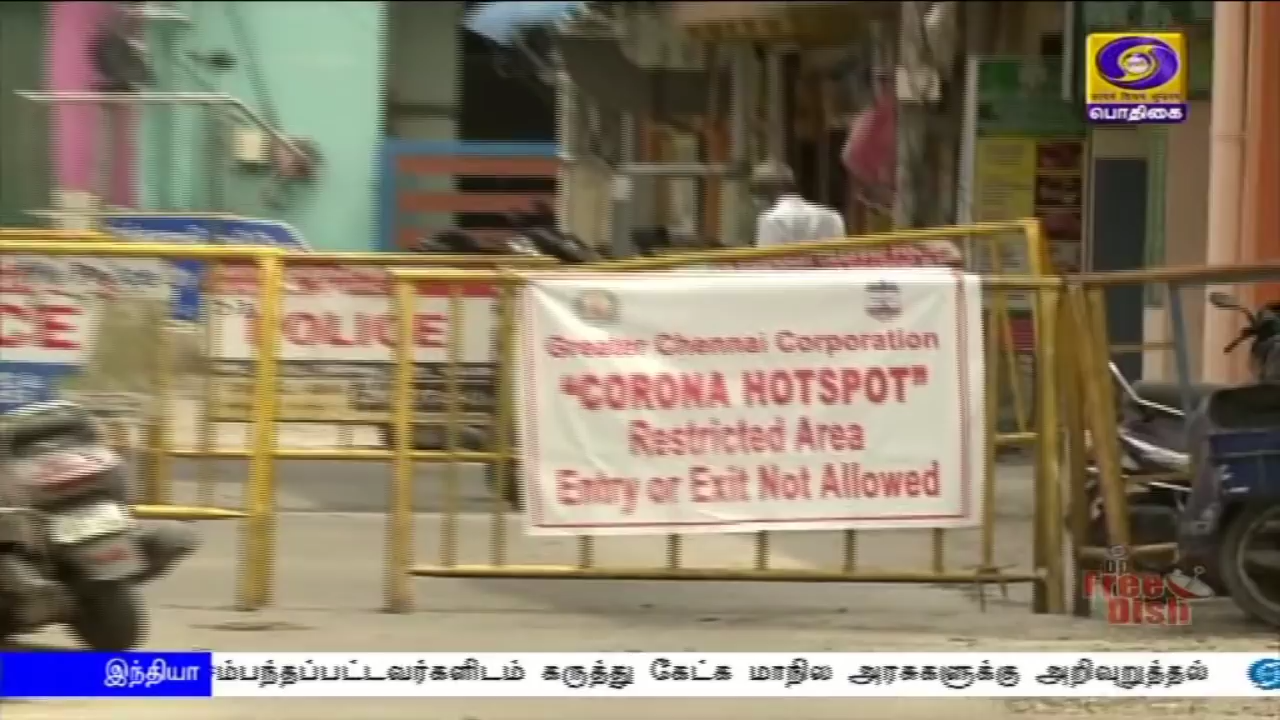 பொதிகை
CE
POLICE
Greater Chennai Corporation
"CORONA HOTSPOT"
Restricted Area
Entry or Exit Not Allowed
Free
Dish
இந்தியா
ம்பந்தப்பட்டவர்களிடம் கருத்து கேட்க மாநில அரசுகளுக்கு அறிவுறுத்தல்